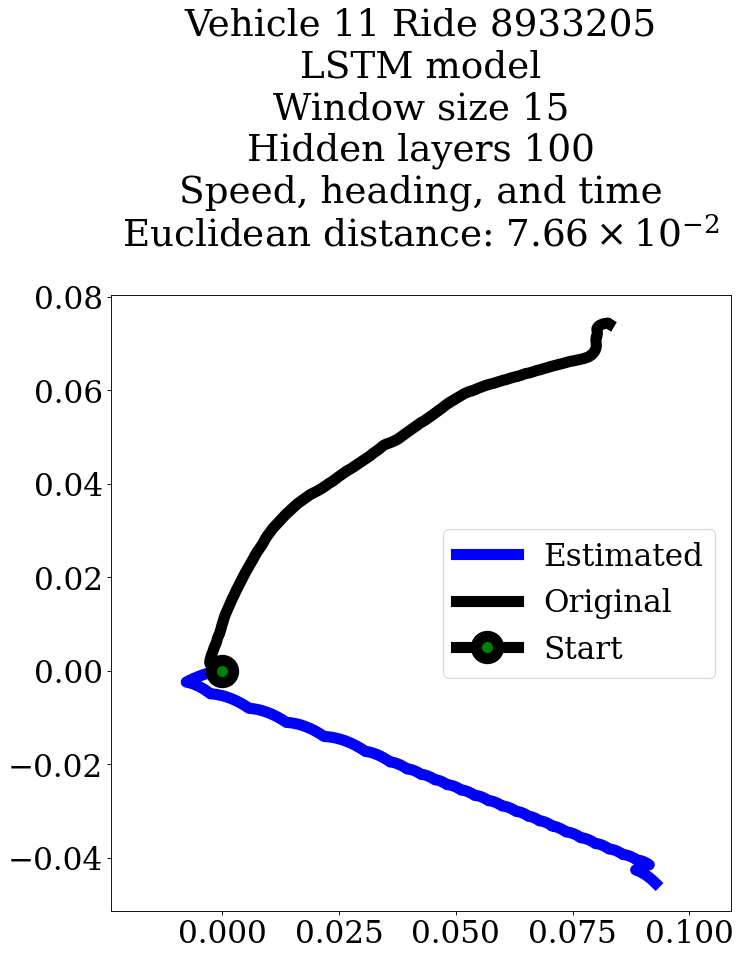 Vehicle 11 Ride 8933205
LSTM model
Window size 15
Hidden layers 100
Speed, heading, and time
Euclidean distance: 7.66 × 10⁻²
0.08
0.06
0.04
0.02
0.00
−0.02
−0.04
Estimated
Original
Start
0.000 0.025 0.050 0.075 0.100